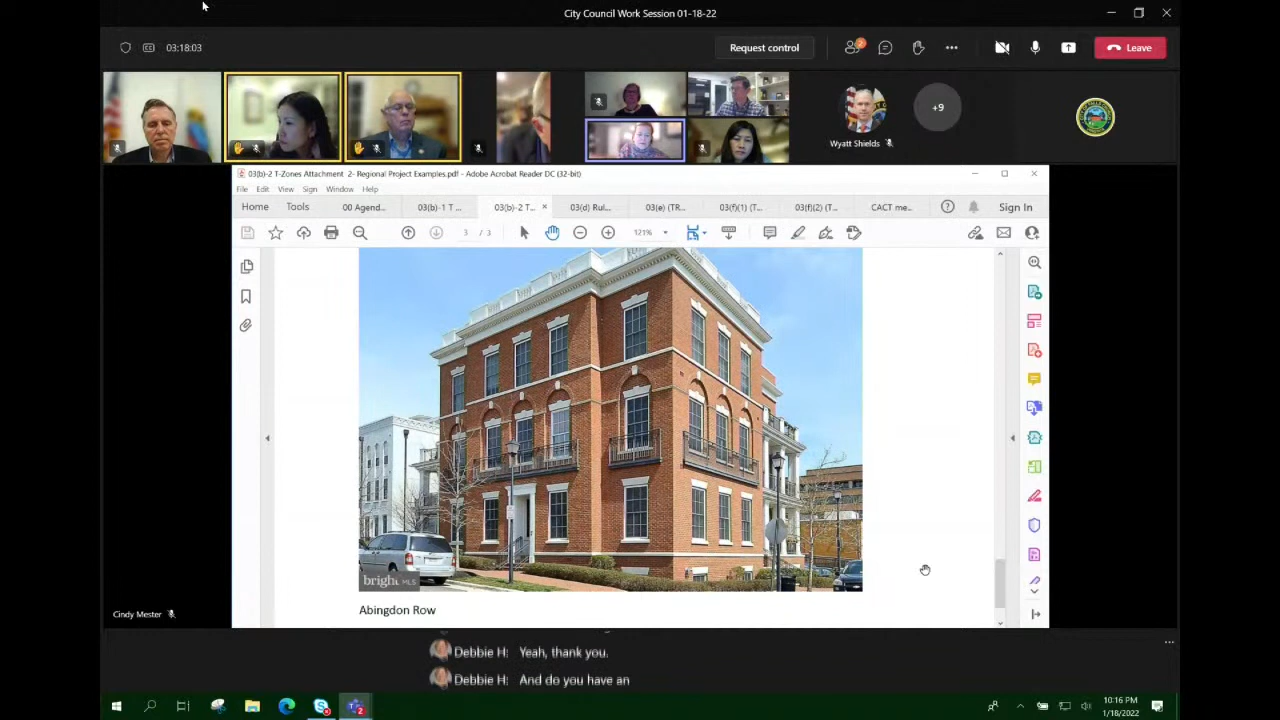 City Council Work Session 01-18-22
03:18:03
Request control
2
Leave
Wyatt Shields
+9
03(b)-2 T-Zones Attachment 2- Regional Project Examples.pdf - Adobe Acrobat Reader DC (32-bit)
File Edit View Sign Window Help
Home Tools 00 Agend... 03(b)-1 T ... 03(b)-2 T... × 03(d) Rul... 03(e) (TR... 03(f)(1) (T... 03(f)(2) (T... CACT me... Sign In
3 / 3 121%
bright MLS
Abingdon Row
Cindy Mester
Debbie H: Yeah, thank you.
Debbie H: And do you have an
10:16 PM
1/18/2022